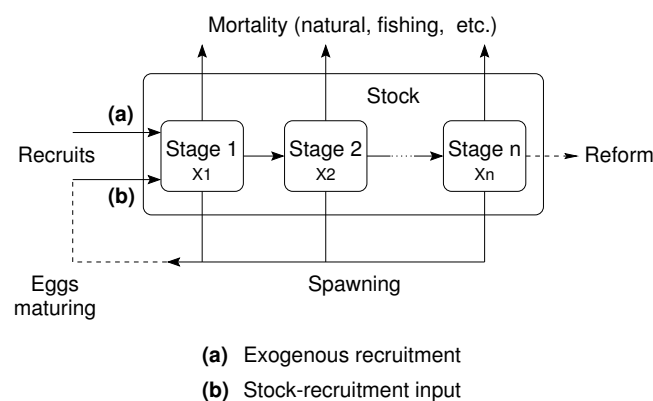 Mortality (natural, fishing, etc.)
Stock
(a)
Stage 1
X1
Stage 2
X2
Stage n
Xn
Recruits
Reform
(b)
Eggs
maturing
Spawning
(a) Exogenous recruitment
(b) Stock-recruitment input